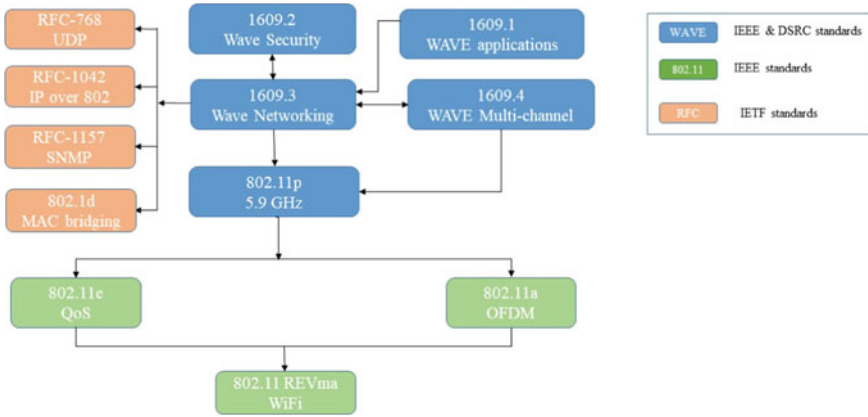 RFC-768
UDP
1609.2
Wave Security
1609.1
WAVE applications
RFC-1042
IP over 802
1609.3
Wave Networking
1609.4
WAVE Multi-channel
RFC-1157
SNMP
802.1d
MAC bridging
802.11p
5.9 GHz
802.11e
QoS
802.11a
OFDM
802.11 REVma
WiFi
WAVE IEEE & DSRC standards
802.11 IEEE standards
RFC IETF standards